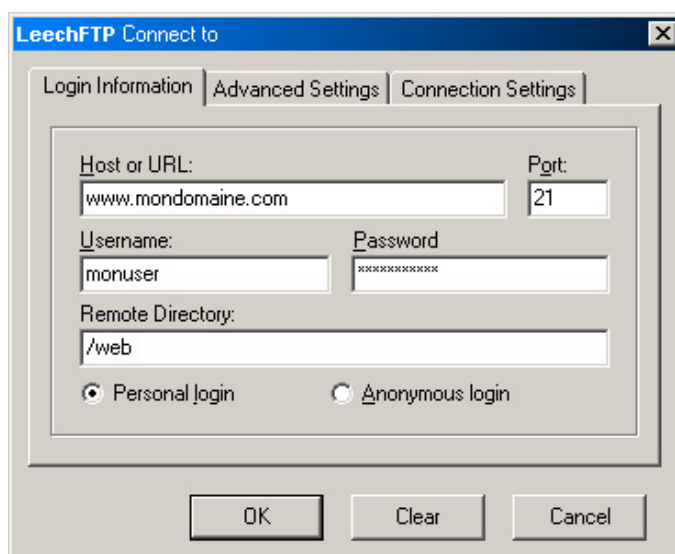 LeechFTP Connect to
Login Information Advanced Settings Connection Settings
Host or URL: Port:
www.mondomaine.com 21
Username: Password
monuser ***********
Remote Directory:
/web
Personal login Anonymous login
OK Clear Cancel